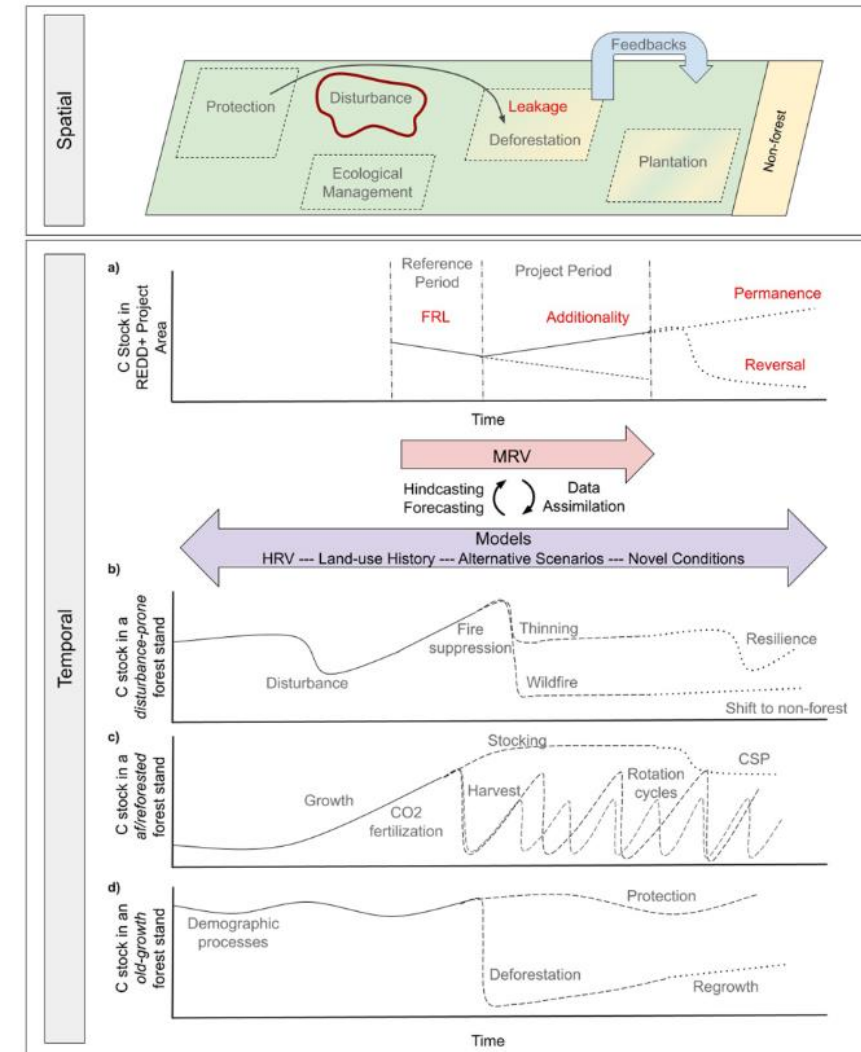 Spatial
Feedbacks
Protection
Disturbance
Leakage
Deforestation
Ecological
Management
Plantation
Non-forest
Temporal
a)
C Stock in
REDD+ Project
Area
Reference
Period
Project Period
FRL
Additionality
Permanence
Reversal
Time
MRV
Hindcasting
Forecasting
Data
Assimilation
Models
HRV --- Land-use History --- Alternative Scenarios --- Novel Conditions
b)
C stock in a
disturbance-prone
forest stand
Disturbance
Fire
suppression
Thinning
Wildfire
Resilience
Shift to non-forest
c)
C stock in a
af/reforested
forest stand
Growth
CO2
fertilization
Stocking
Harvest
Rotation
cycles
CSP
d)
C stock in an
old-growth
forest stand
Demographic
processes
Protection
Deforestation
Regrowth
Time